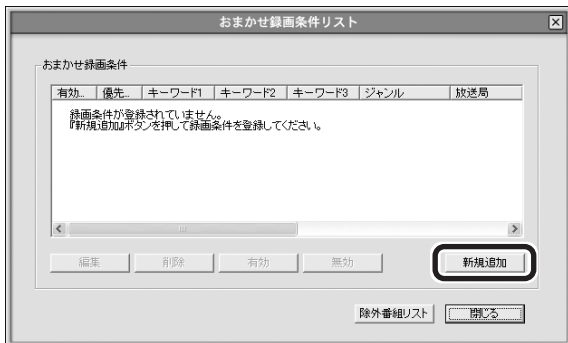 おまかせ録画条件リスト
おまかせ録画条件
有効... 優先... キーワード1 キーワード2 キーワード3 ジャンル 放送局
録画条件が登録されていません。
『新規追加』ボタンを押して録画条件を登録してください。
編集 削除 有効 無効 新規追加
除外番組リスト 閉じる